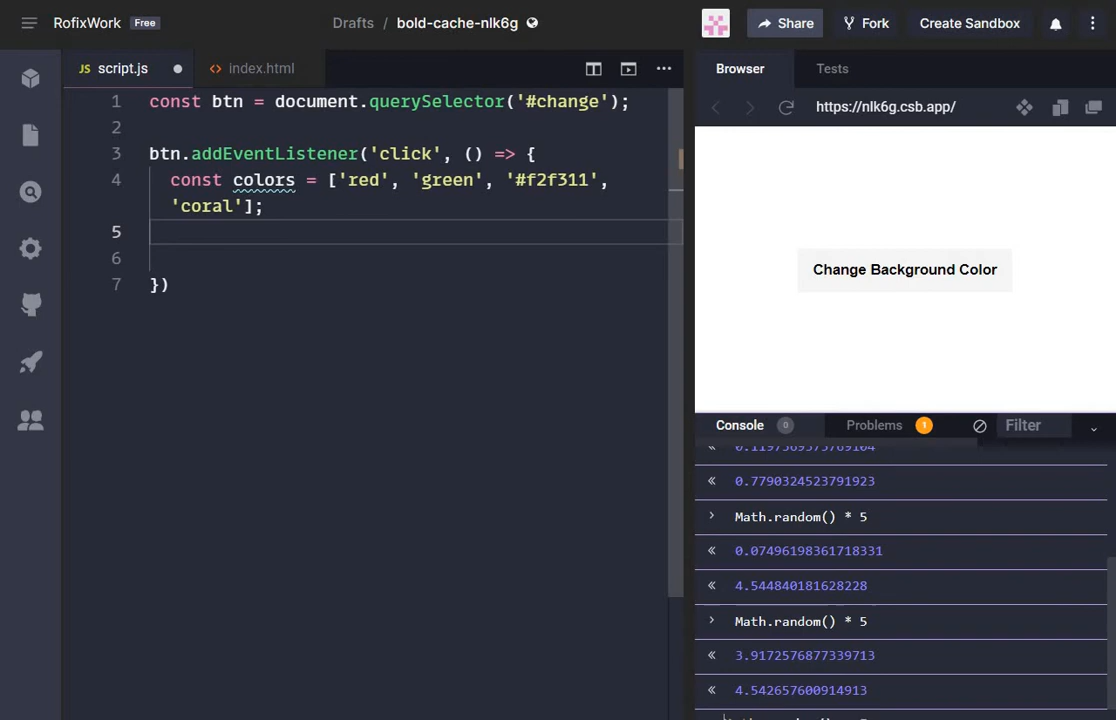 RofixWork Free
Drafts / bold-cache-nlk6g
Share
Fork
Create Sandbox
JS script.js
<> index.html
1 const btn = document.querySelector('#change');
2
3 btn.addEventListener('click', () => {
4 const colors = ['red', 'green', '#f2f311',
'coral'];
5
6
7 })
Browser
Tests
https://nlk6g.csb.app/
Change Background Color
Console 0
Problems 1
Filter
0.7790324523791923
Math.random() * 5
0.07496198361718331
4.544840181628228
Math.random() * 5
3.9172576877339713
4.542657600914913